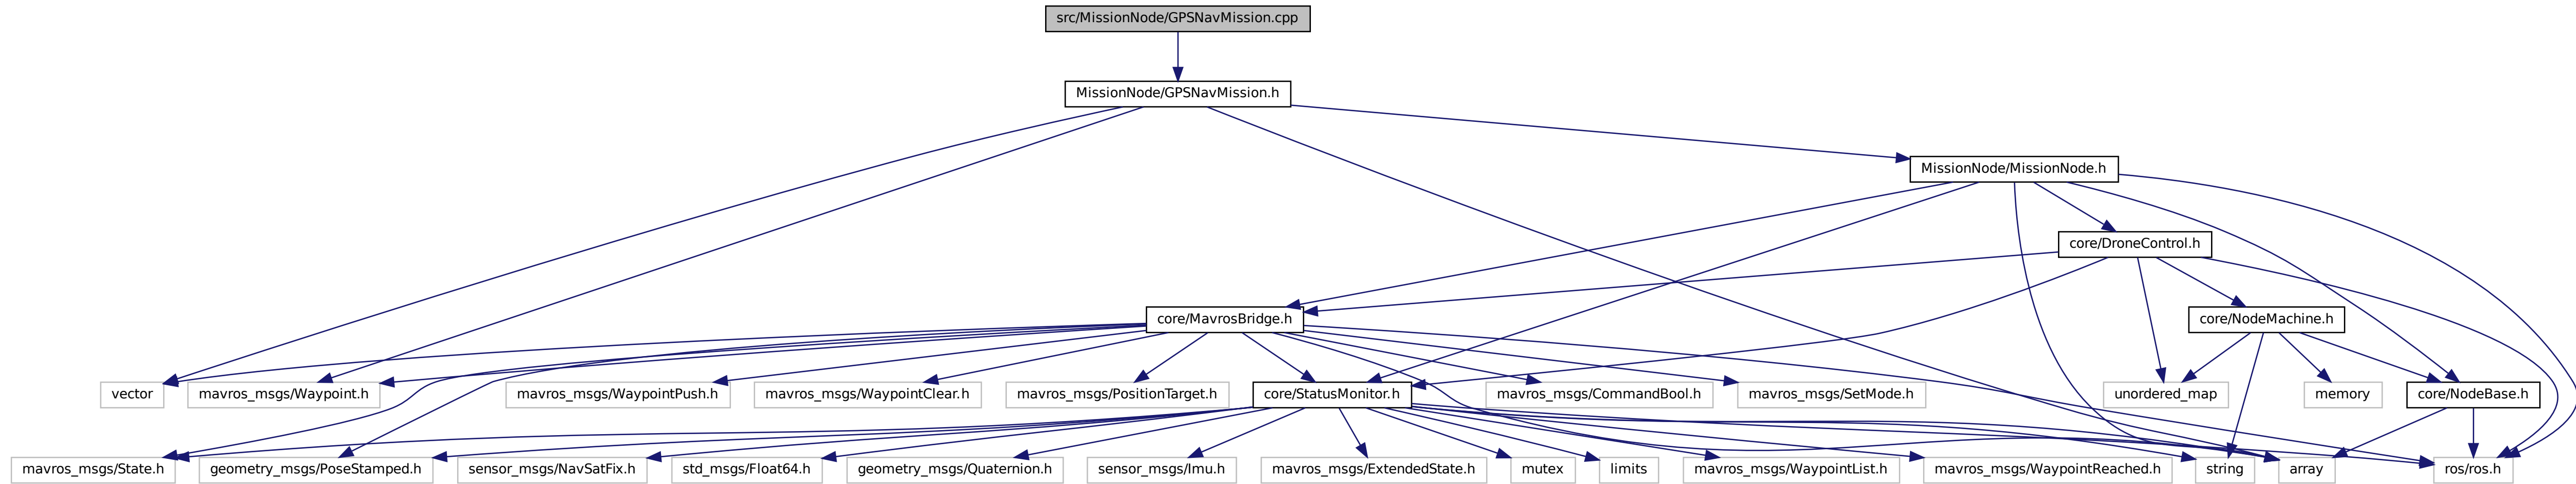 src/MissionNode/GPSNavMission.cpp
MissionNode/GPSNavMission.h
MissionNode/MissionNode.h
core/DroneControl.h
core/MavrosBridge.h
core/NodeMachine.h
vector
mavros_msgs/Waypoint.h
mavros_msgs/WaypointPush.h
mavros_msgs/WaypointClear.h
mavros_msgs/PositionTarget.h
core/StatusMonitor.h
mavros_msgs/CommandBool.h
mavros_msgs/SetMode.h
unordered_map
memory
core/NodeBase.h
mavros_msgs/State.h
geometry_msgs/PoseStamped.h
sensor_msgs/NavSatFix.h
std_msgs/Float64.h
geometry_msgs/Quaternion.h
sensor_msgs/Imu.h
mavros_msgs/ExtendedState.h
mutex
limits
mavros_msgs/WaypointList.h
mavros_msgs/WaypointReached.h
string
array
ros/ros.h